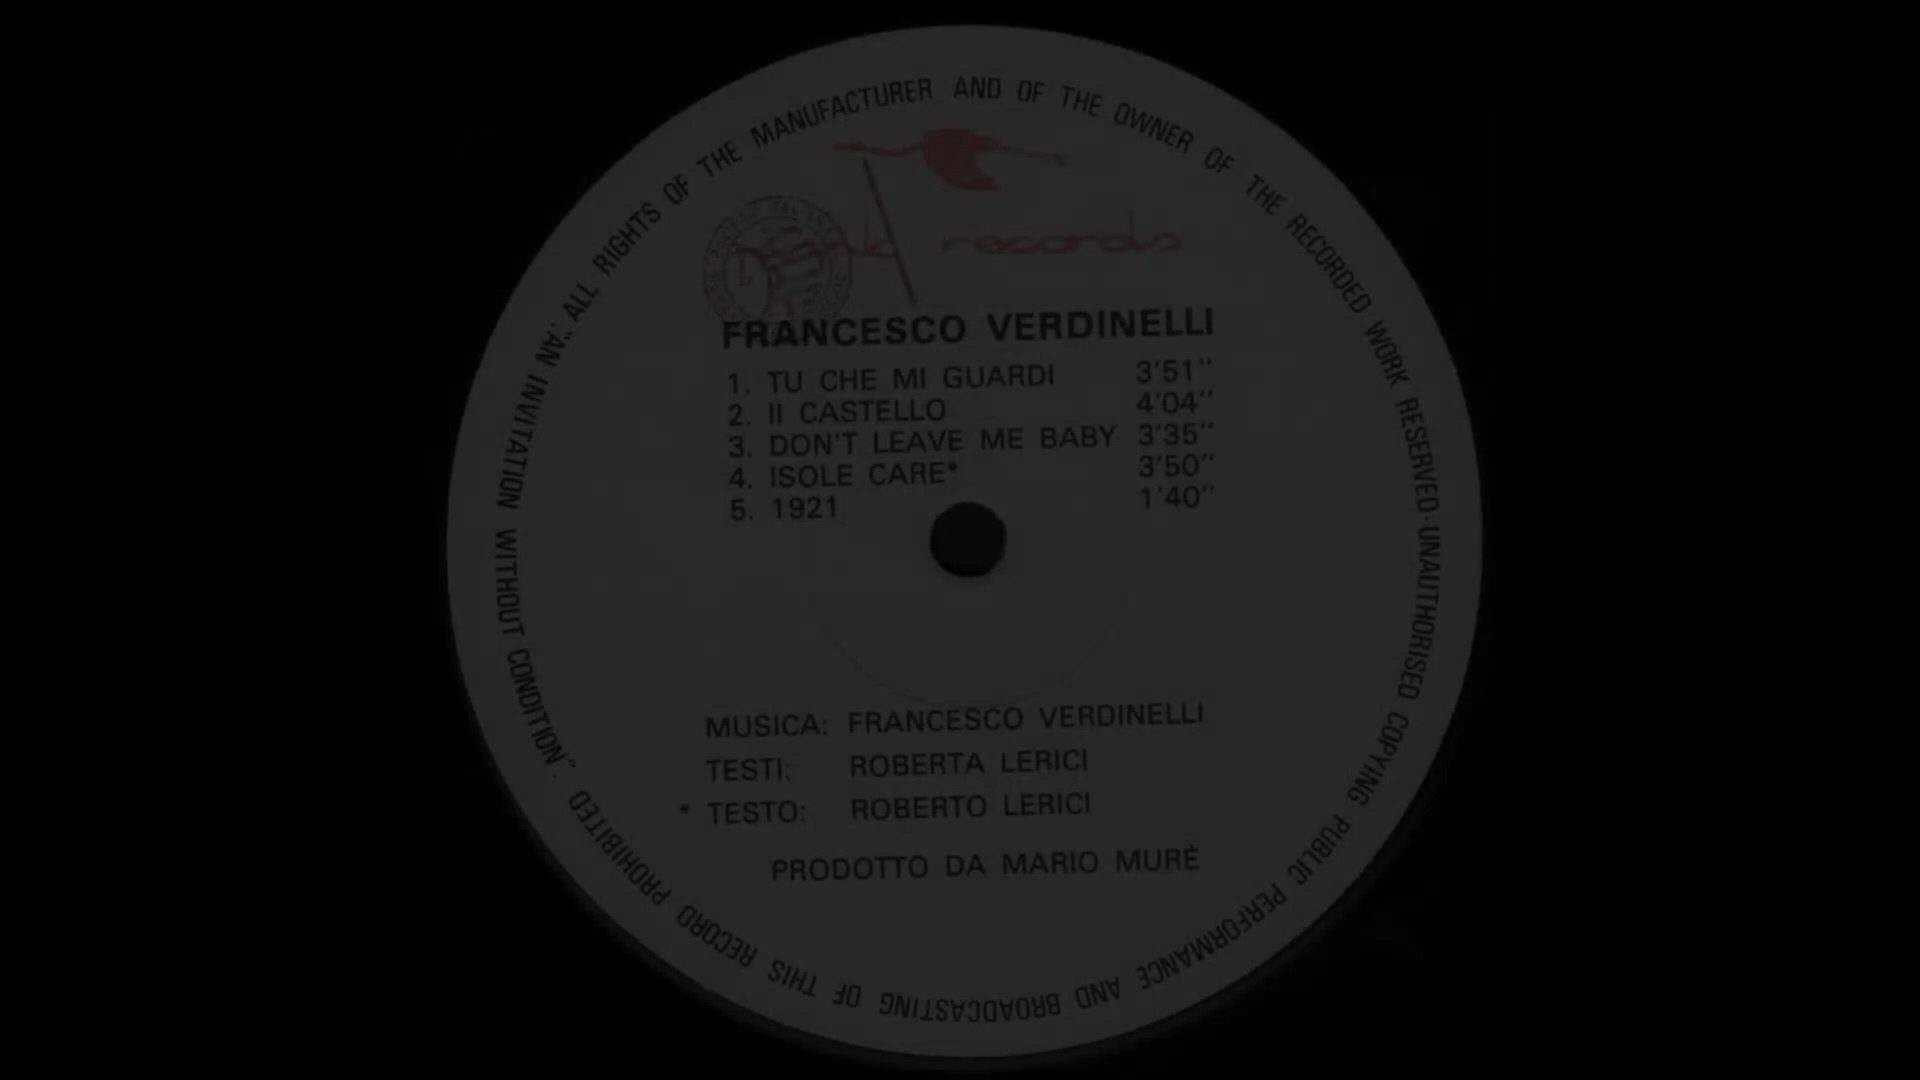 "AN INVITATION WITHOUT CONDITION".
ALL RIGHTS OF THE MANUFACTURER AND OF THE OWNER OF THE RECORDED WORK RESERVED·UNAUTHORISED COPYING PUBLIC PERFORMANCE AND BROADCASTING OF THIS RECORD PROHIBITED
records
FRANCESCO VERDINELLI
1. TU CHE MI GUARDI 3'51''
2. Il CASTELLO 4'04''
3. DON'T LEAVE ME BABY 3'35''
4. ISOLE CARE* 3'50''
5. 1921 1'40''
MUSICA: FRANCESCO VERDINELLI
TESTI: ROBERTA LERICI
* TESTO: ROBERTO LERICI
PRODOTTO DA MARIO MURÈ